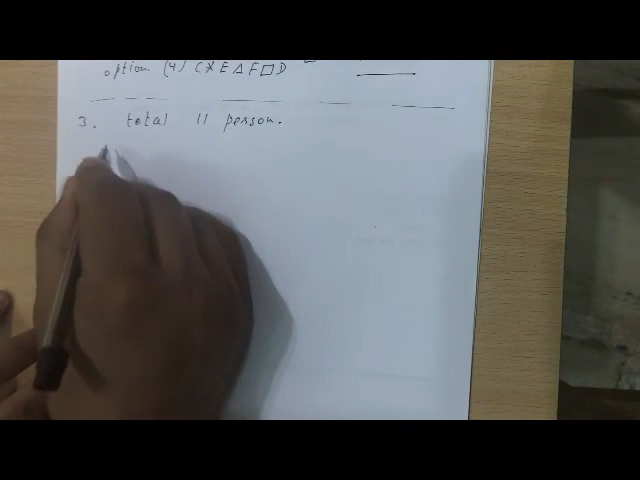 option (4) C * E Δ F □ D
3. total 11 person.